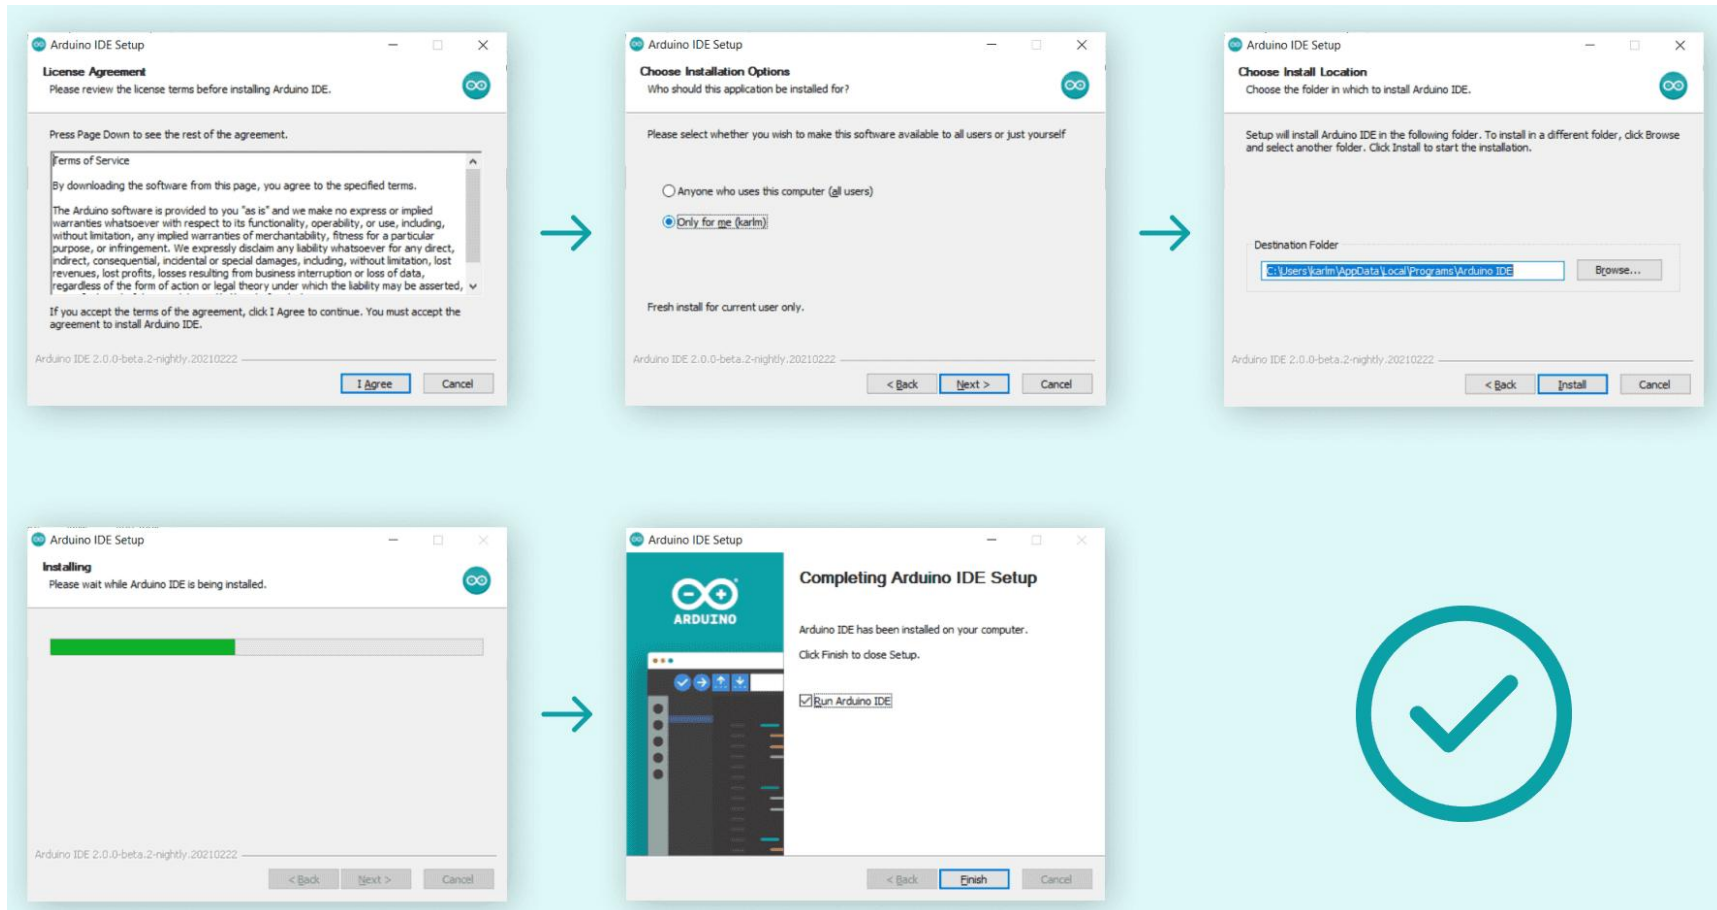 Arduino IDE Setup
License Agreement
Please review the license terms before installing Arduino IDE.
Press Page Down to see the rest of the agreement.
Terms of Service
By downloading the software from this page, you agree to the specified terms.
The Arduino software is provided to you "as is" and we make no express or implied
warranties whatsoever with respect to its functionality, operability, or use, including,
without limitation, any implied warranties of merchantability, fitness for a particular
purpose, or infringement. We expressly disclaim any liability whatsoever for any direct,
indirect, consequential, incidental or special damages, including, without limitation, lost
revenues, lost profits, losses resulting from business interruption or loss of data,
regardless of the form of action or legal theory under which the liability may be asserted,
If you accept the terms of the agreement, click I Agree to continue. You must accept the
agreement to install Arduino IDE.
Arduino IDE 2.0.0-beta.2-nightly.20210222
I Agree
Cancel
Arduino IDE Setup
Choose Installation Options
Who should this application be installed for?
Please select whether you wish to make this software available to all users or just yourself
Anyone who uses this computer (all users)
Only for me (karlm)
Fresh install for current user only.
Arduino IDE 2.0.0-beta.2-nightly.20210222
< Back
Next >
Cancel
Arduino IDE Setup
Choose Install Location
Choose the folder in which to install Arduino IDE.
Setup will install Arduino IDE in the following folder. To install in a different folder, click Browse
and select another folder. Click Install to start the installation.
Destination Folder
C:\Users\karlm\AppData\Local\Programs\Arduino IDE
Browse...
Arduino IDE 2.0.0-beta.2-nightly.20210222
< Back
Install
Cancel
Arduino IDE Setup
Installing
Please wait while Arduino IDE is being installed.
Arduino IDE 2.0.0-beta.2-nightly.20210222
< Back
Next >
Cancel
Arduino IDE Setup
ARDUINO
Completing Arduino IDE Setup
Arduino IDE has been installed on your computer.
Click Finish to close Setup.
Run Arduino IDE
< Back
Finish
Cancel